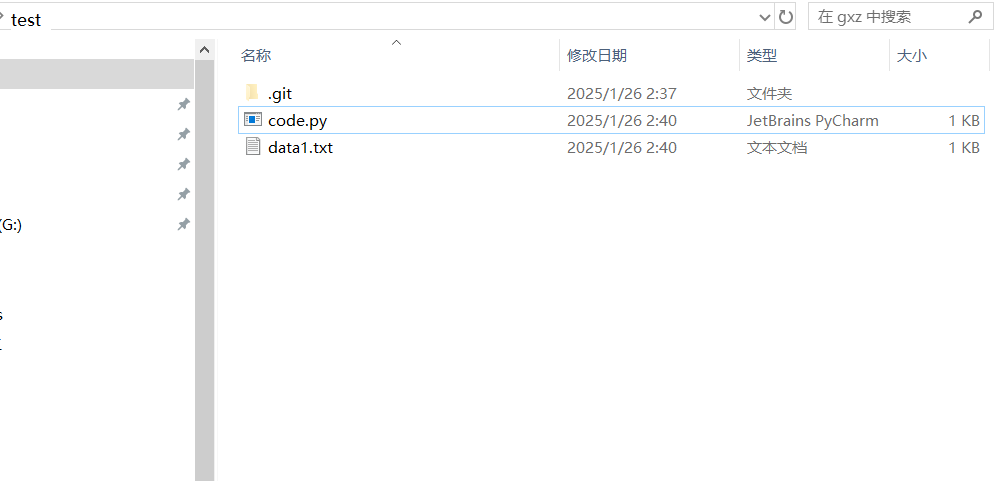 test
在 gxz 中搜索
名称 修改日期 类型 大小
.git 2025/1/26 2:37 文件夹
code.py 2025/1/26 2:40 JetBrains PyCharm 1 KB
data1.txt 2025/1/26 2:40 文本文档 1 KB
(G:)
s